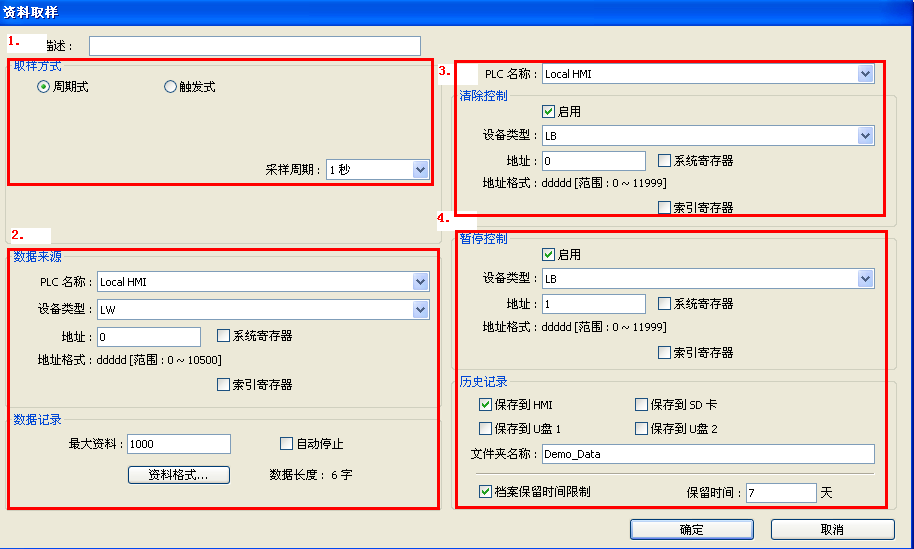 资料取样
1.
描述：
取样方式
周期式
触发式
采样周期： 1 秒
2.
数据来源
PLC 名称： Local HMI
设备类型： LW
地址： 0
系统寄存器
地址格式：ddddd [范围：0 ~ 10500]
索引寄存器
数据记录
最大资料： 1000
自动停止
资料格式...
数据长度：6 字
3.
PLC 名称： Local HMI
清除控制
启用
设备类型： LB
地址： 0
系统寄存器
地址格式：ddddd [范围：0 ~ 11999]
索引寄存器
4.
暂停控制
启用
设备类型： LB
地址： 1
系统寄存器
地址格式：ddddd [范围：0 ~ 11999]
索引寄存器
历史记录
保存到 HMI
保存到 SD 卡
保存到 U盘 1
保存到 U盘 2
文件夹名称： Demo_Data
档案保留时间限制
保留时间： 7 天
确定
取消